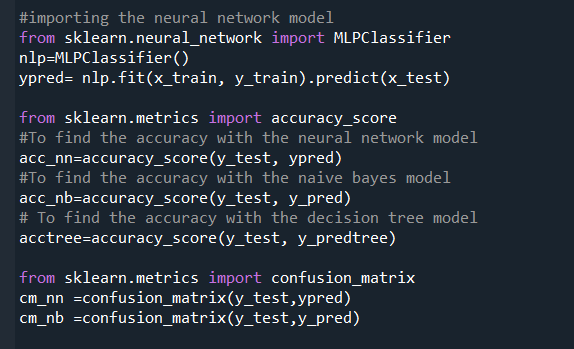 #importing the neural network model
from sklearn.neural_network import MLPClassifier
nlp=MLPClassifier()
ypred= nlp.fit(x_train, y_train).predict(x_test)
from sklearn.metrics import accuracy_score
#To find the accuracy with the neural network model
acc_nn=accuracy_score(y_test, ypred)
#To find the accuracy with the naive bayes model
acc_nb=accuracy_score(y_test, y_pred)
# To find the accuracy with the decision tree model
acctree=accuracy_score(y_test, y_predtree)
from sklearn.metrics import confusion_matrix
cm_nn =confusion_matrix(y_test,ypred)
cm_nb =confusion_matrix(y_test,y_pred)